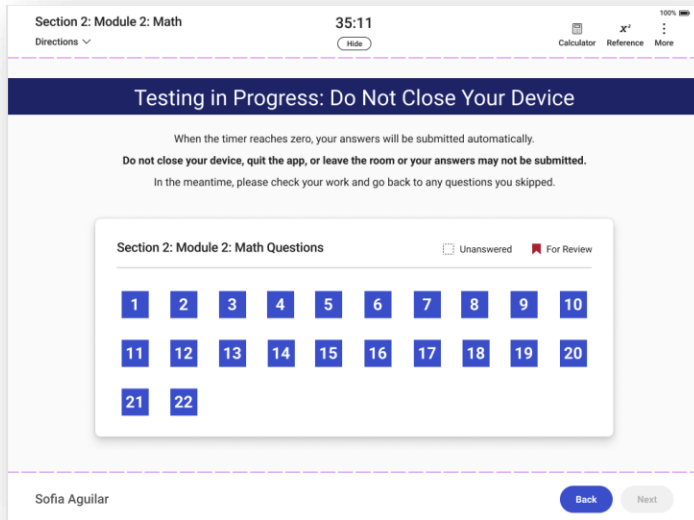 Section 2: Module 2: Math
35:11
100%
Directions
Hide
Calculator
x² Reference
More
Testing in Progress: Do Not Close Your Device
When the timer reaches zero, your answers will be submitted automatically.
Do not close your device, quit the app, or leave the room or your answers may not be submitted.
In the meantime, please check your work and go back to any questions you skipped.
Section 2: Module 2: Math Questions
Unanswered
For Review
1 2 3 4 5 6 7 8 9 10
11 12 13 14 15 16 17 18 19 20
21 22
Sofia Aguilar
Back
Next